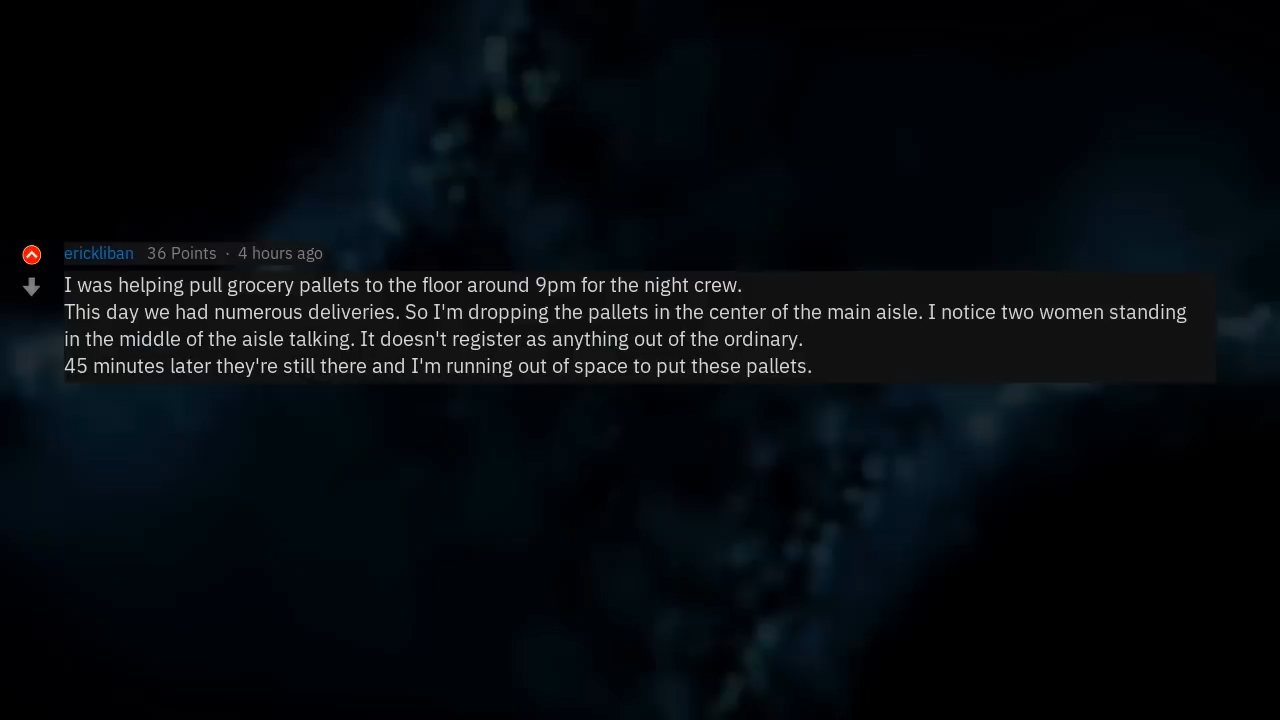 erickliban 36 Points · 4 hours ago
I was helping pull grocery pallets to the floor around 9pm for the night crew.
This day we had numerous deliveries. So I'm dropping the pallets in the center of the main aisle. I notice two women standing
in the middle of the aisle talking. It doesn't register as anything out of the ordinary.
45 minutes later they're still there and I'm running out of space to put these pallets.